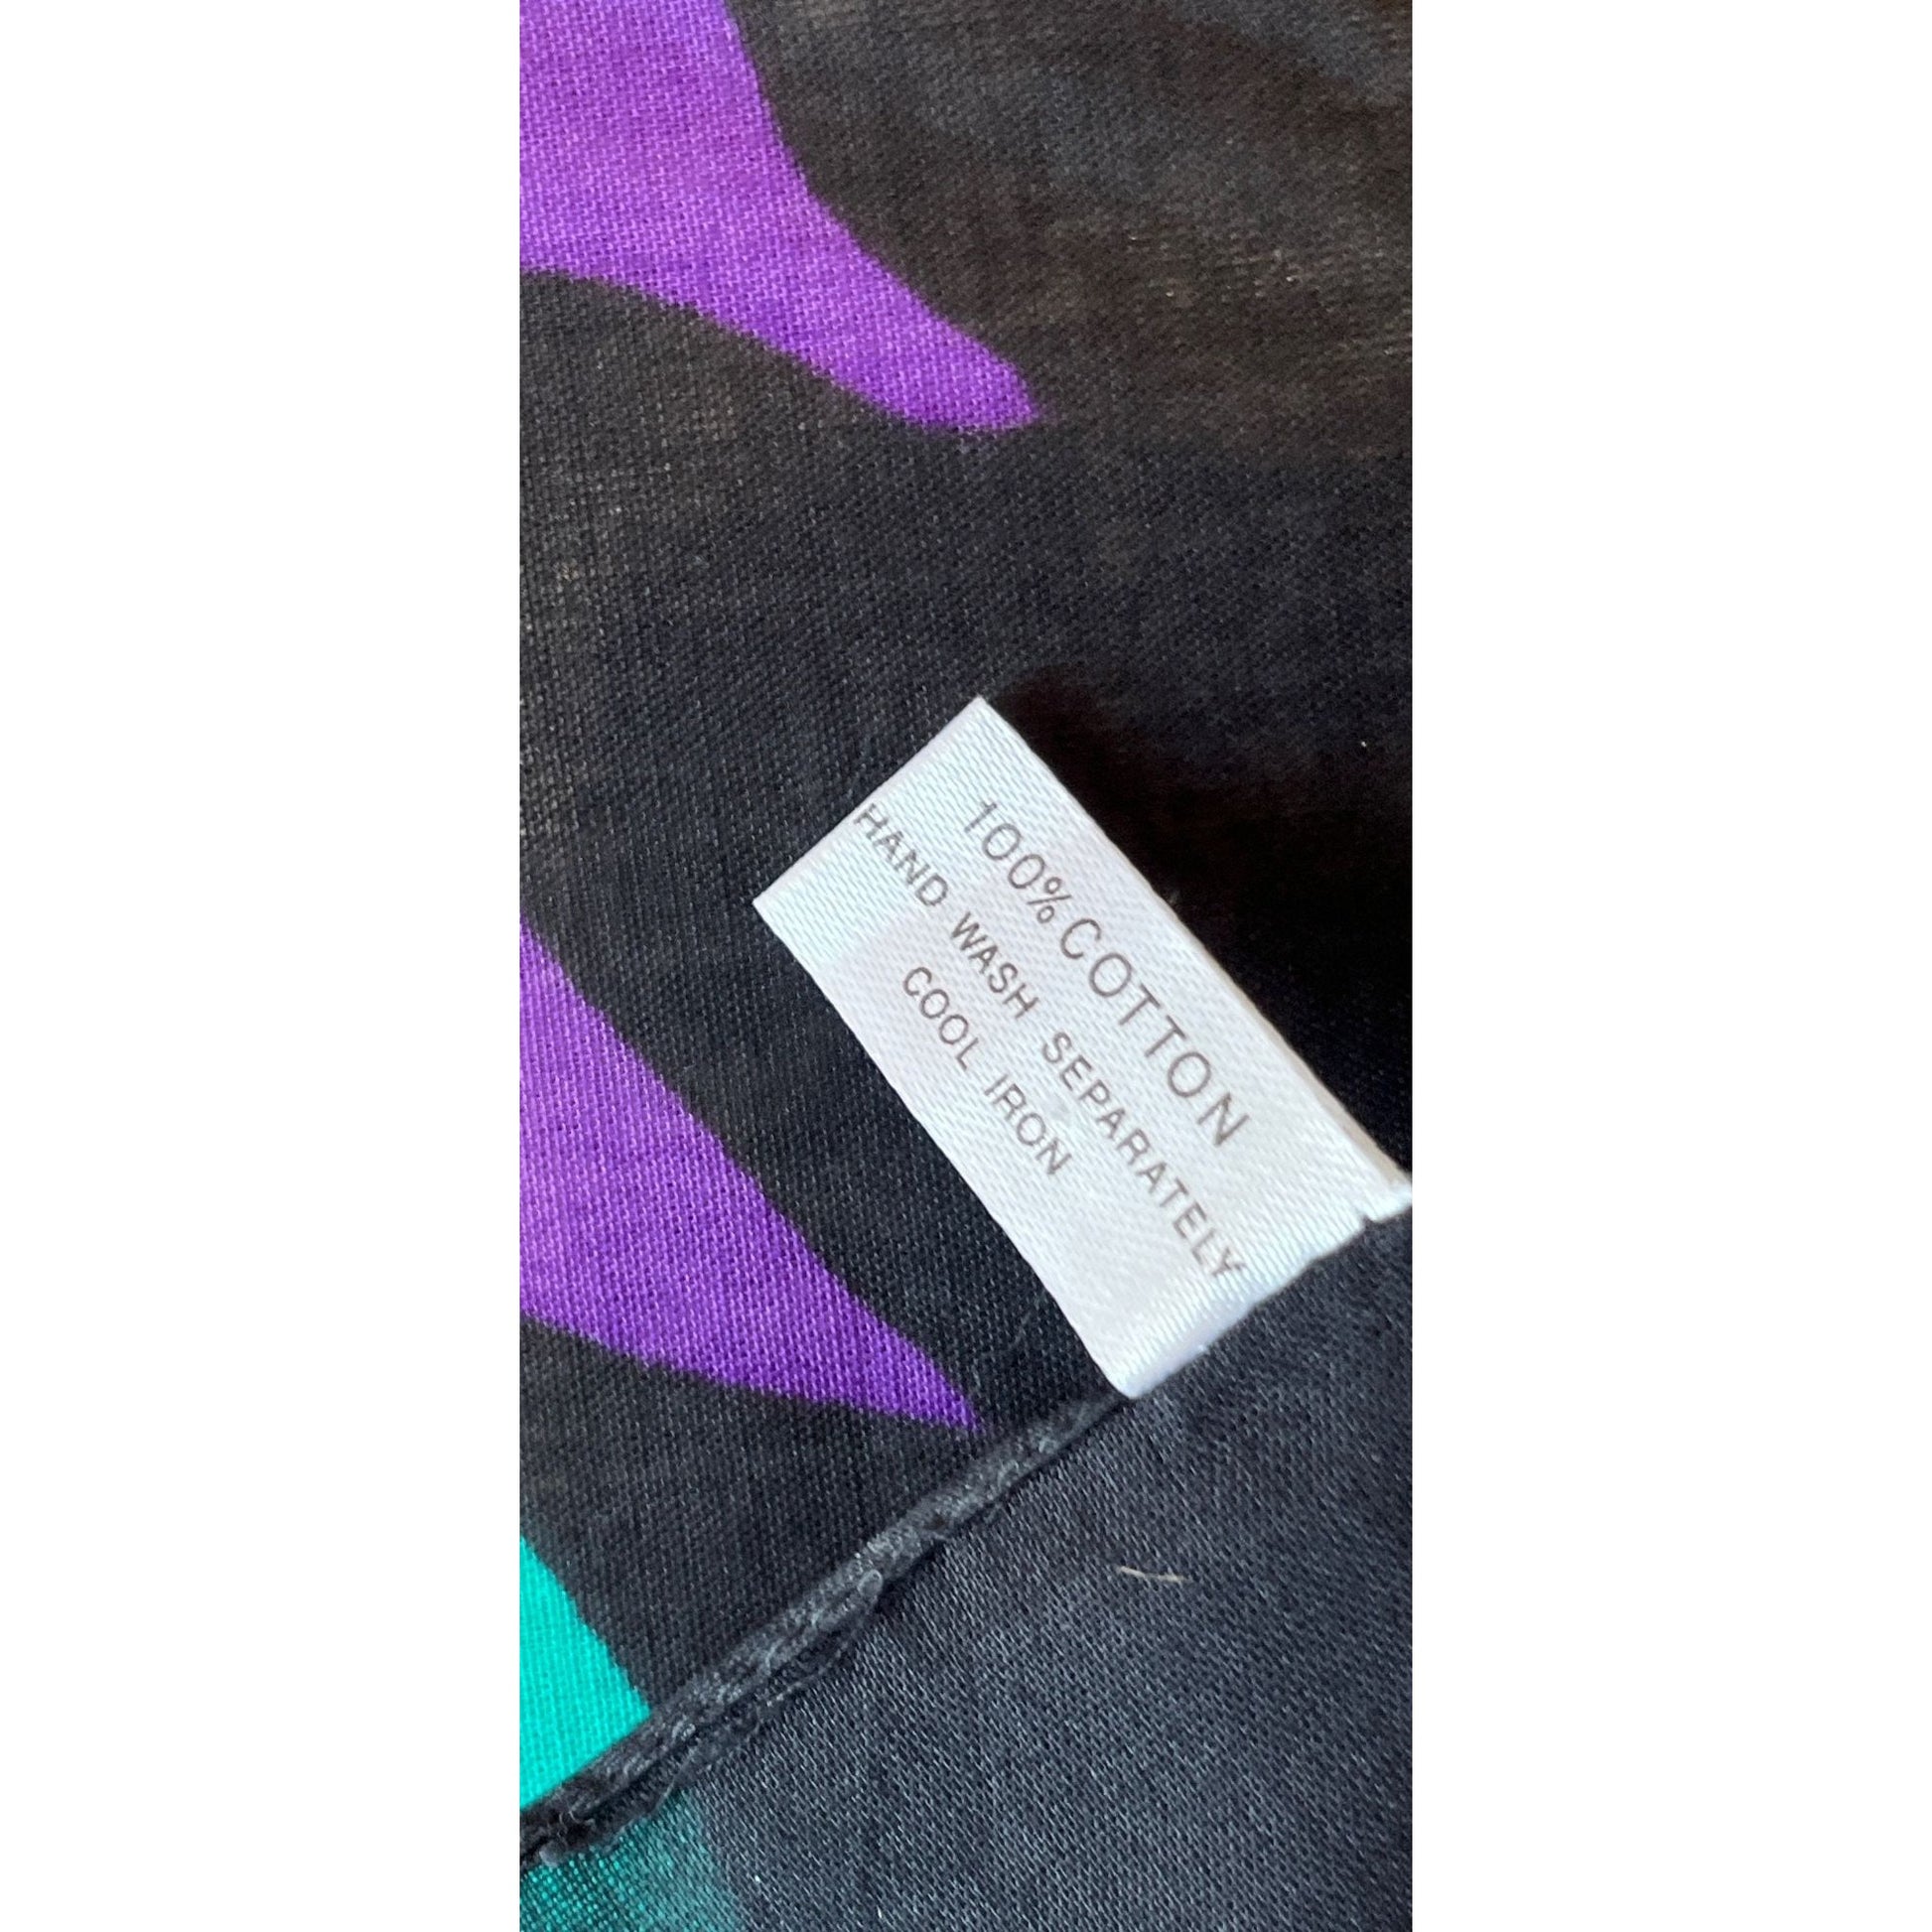 100% COTTON
HAND WASH SEPARATELY
COOL IRON